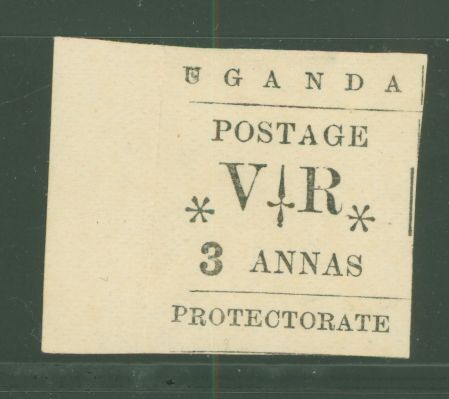 UGANDA
POSTAGE
* V R *
3 ANNAS
PROTECTORATE